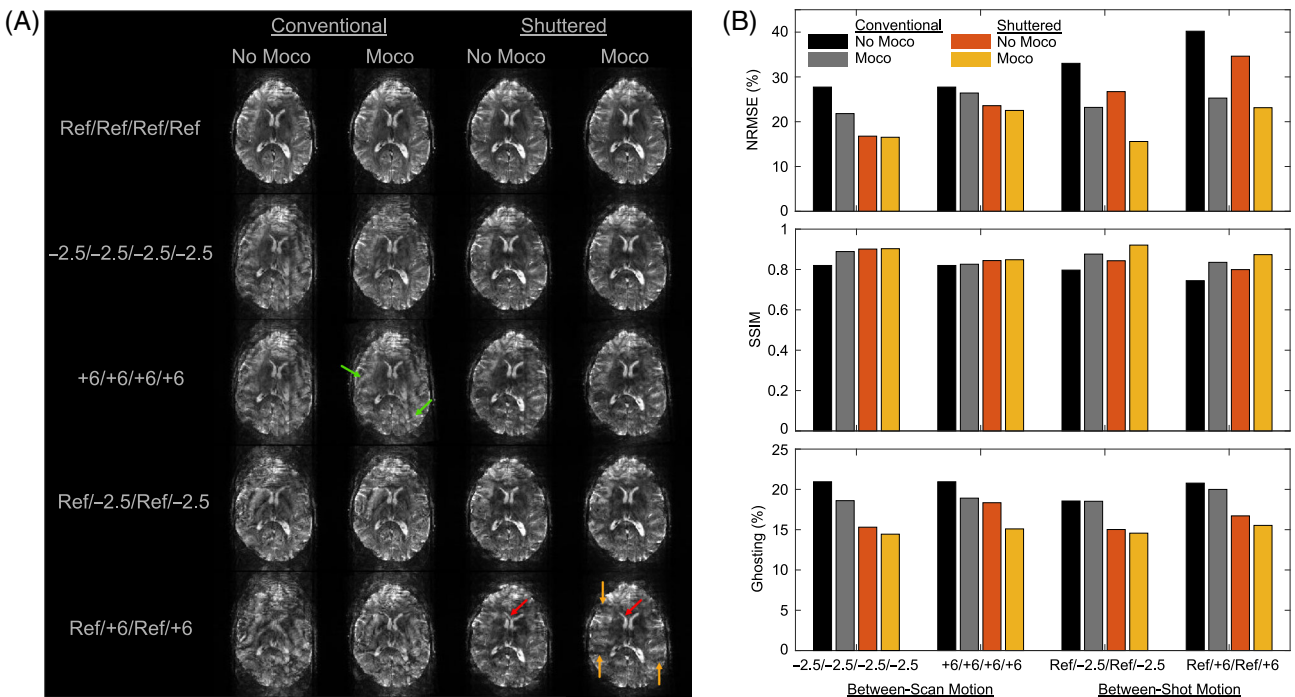 (A)
Conventional Shuttered
No Moco Moco No Moco Moco
Ref/Ref/Ref/Ref
−2.5/−2.5/−2.5/−2.5
+6/+6/+6/+6
Ref/−2.5/Ref/−2.5
Ref/+6/Ref/+6
(B)
Conventional Shuttered
No Moco No Moco
Moco Moco
NRMSE (%)
40
30
20
10
0
SSIM
1
0.8
0.6
0.4
0.2
0
Ghosting (%)
25
20
15
10
5
0
−2.5/−2.5/−2.5/−2.5 +6/+6/+6/+6 Ref/−2.5/Ref/−2.5 Ref/+6/Ref/+6
Between-Scan Motion Between-Shot Motion